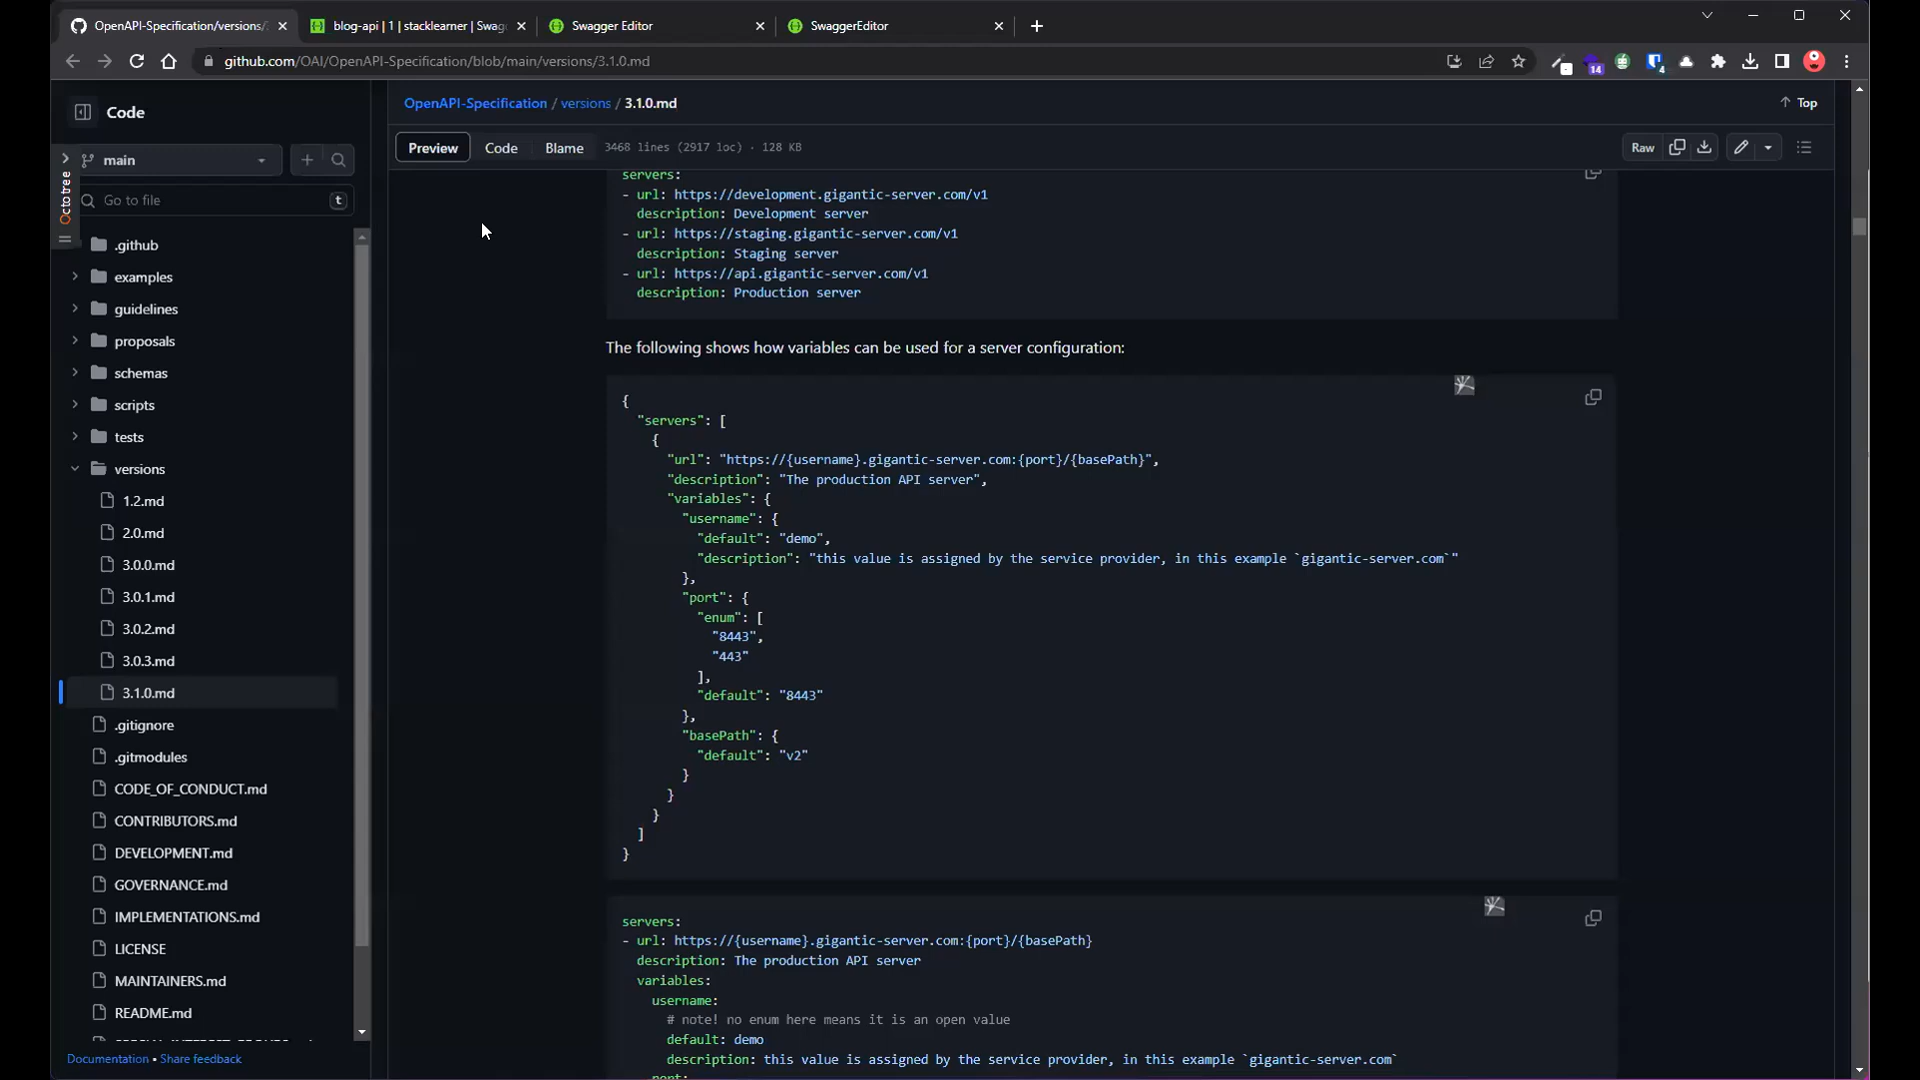 OpenAPI-Specification/versions/
blog-api | 1 | stacklearner | Swag
Swagger Editor
SwaggerEditor
github.com/OAI/OpenAPI-Specification/blob/main/versions/3.1.0.md
14
4
Code
OpenAPI-Specification / versions / 3.1.0.md
Top
main
Preview
Code
Blame
3468 lines (2917 loc) · 128 KB
Raw
Octotree
Go to file
t
.github
examples
guidelines
proposals
schemas
scripts
tests
versions
1.2.md
2.0.md
3.0.0.md
3.0.1.md
3.0.2.md
3.0.3.md
3.1.0.md
.gitignore
.gitmodules
CODE_OF_CONDUCT.md
CONTRIBUTORS.md
DEVELOPMENT.md
GOVERNANCE.md
IMPLEMENTATIONS.md
LICENSE
MAINTAINERS.md
README.md
Documentation • Share feedback
servers:
- url: https://development.gigantic-server.com/v1
description: Development server
- url: https://staging.gigantic-server.com/v1
description: Staging server
- url: https://api.gigantic-server.com/v1
description: Production server
The following shows how variables can be used for a server configuration:
{
"servers": [
{
"url": "https://{username}.gigantic-server.com:{port}/{basePath}",
"description": "The production API server",
"variables": {
"username": {
"default": "demo",
"description": "this value is assigned by the service provider, in this example `gigantic-server.com`"
},
"port": {
"enum": [
"8443",
"443"
],
"default": "8443"
},
"basePath": {
"default": "v2"
}
}
}
]
}
servers:
- url: https://{username}.gigantic-server.com:{port}/{basePath}
description: The production API server
variables:
username:
# note! no enum here means it is an open value
default: demo
description: this value is assigned by the service provider, in this example `gigantic-server.com`
port: